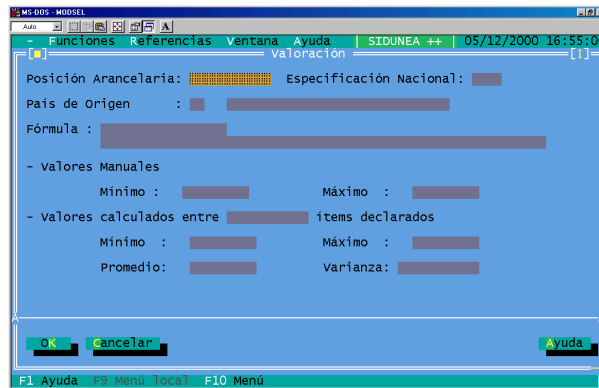 MS-DOS - MODSEL
Auto A
- Funciones Referencias Ventana Ayuda | SIDUNEA ++ | 05/12/2000 16:55:0
Valoración
Posición Arancelaria: Especificación Nacional:
País de Origen :
Fórmula :
- Valores Manuales
Mínimo : Máximo :
- Valores calculados entre ítems declarados
Mínimo : Máximo :
Promedio: Varianza:
OK Cancelar Ayuda
F1 Ayuda F9 Menú local F10 Menú